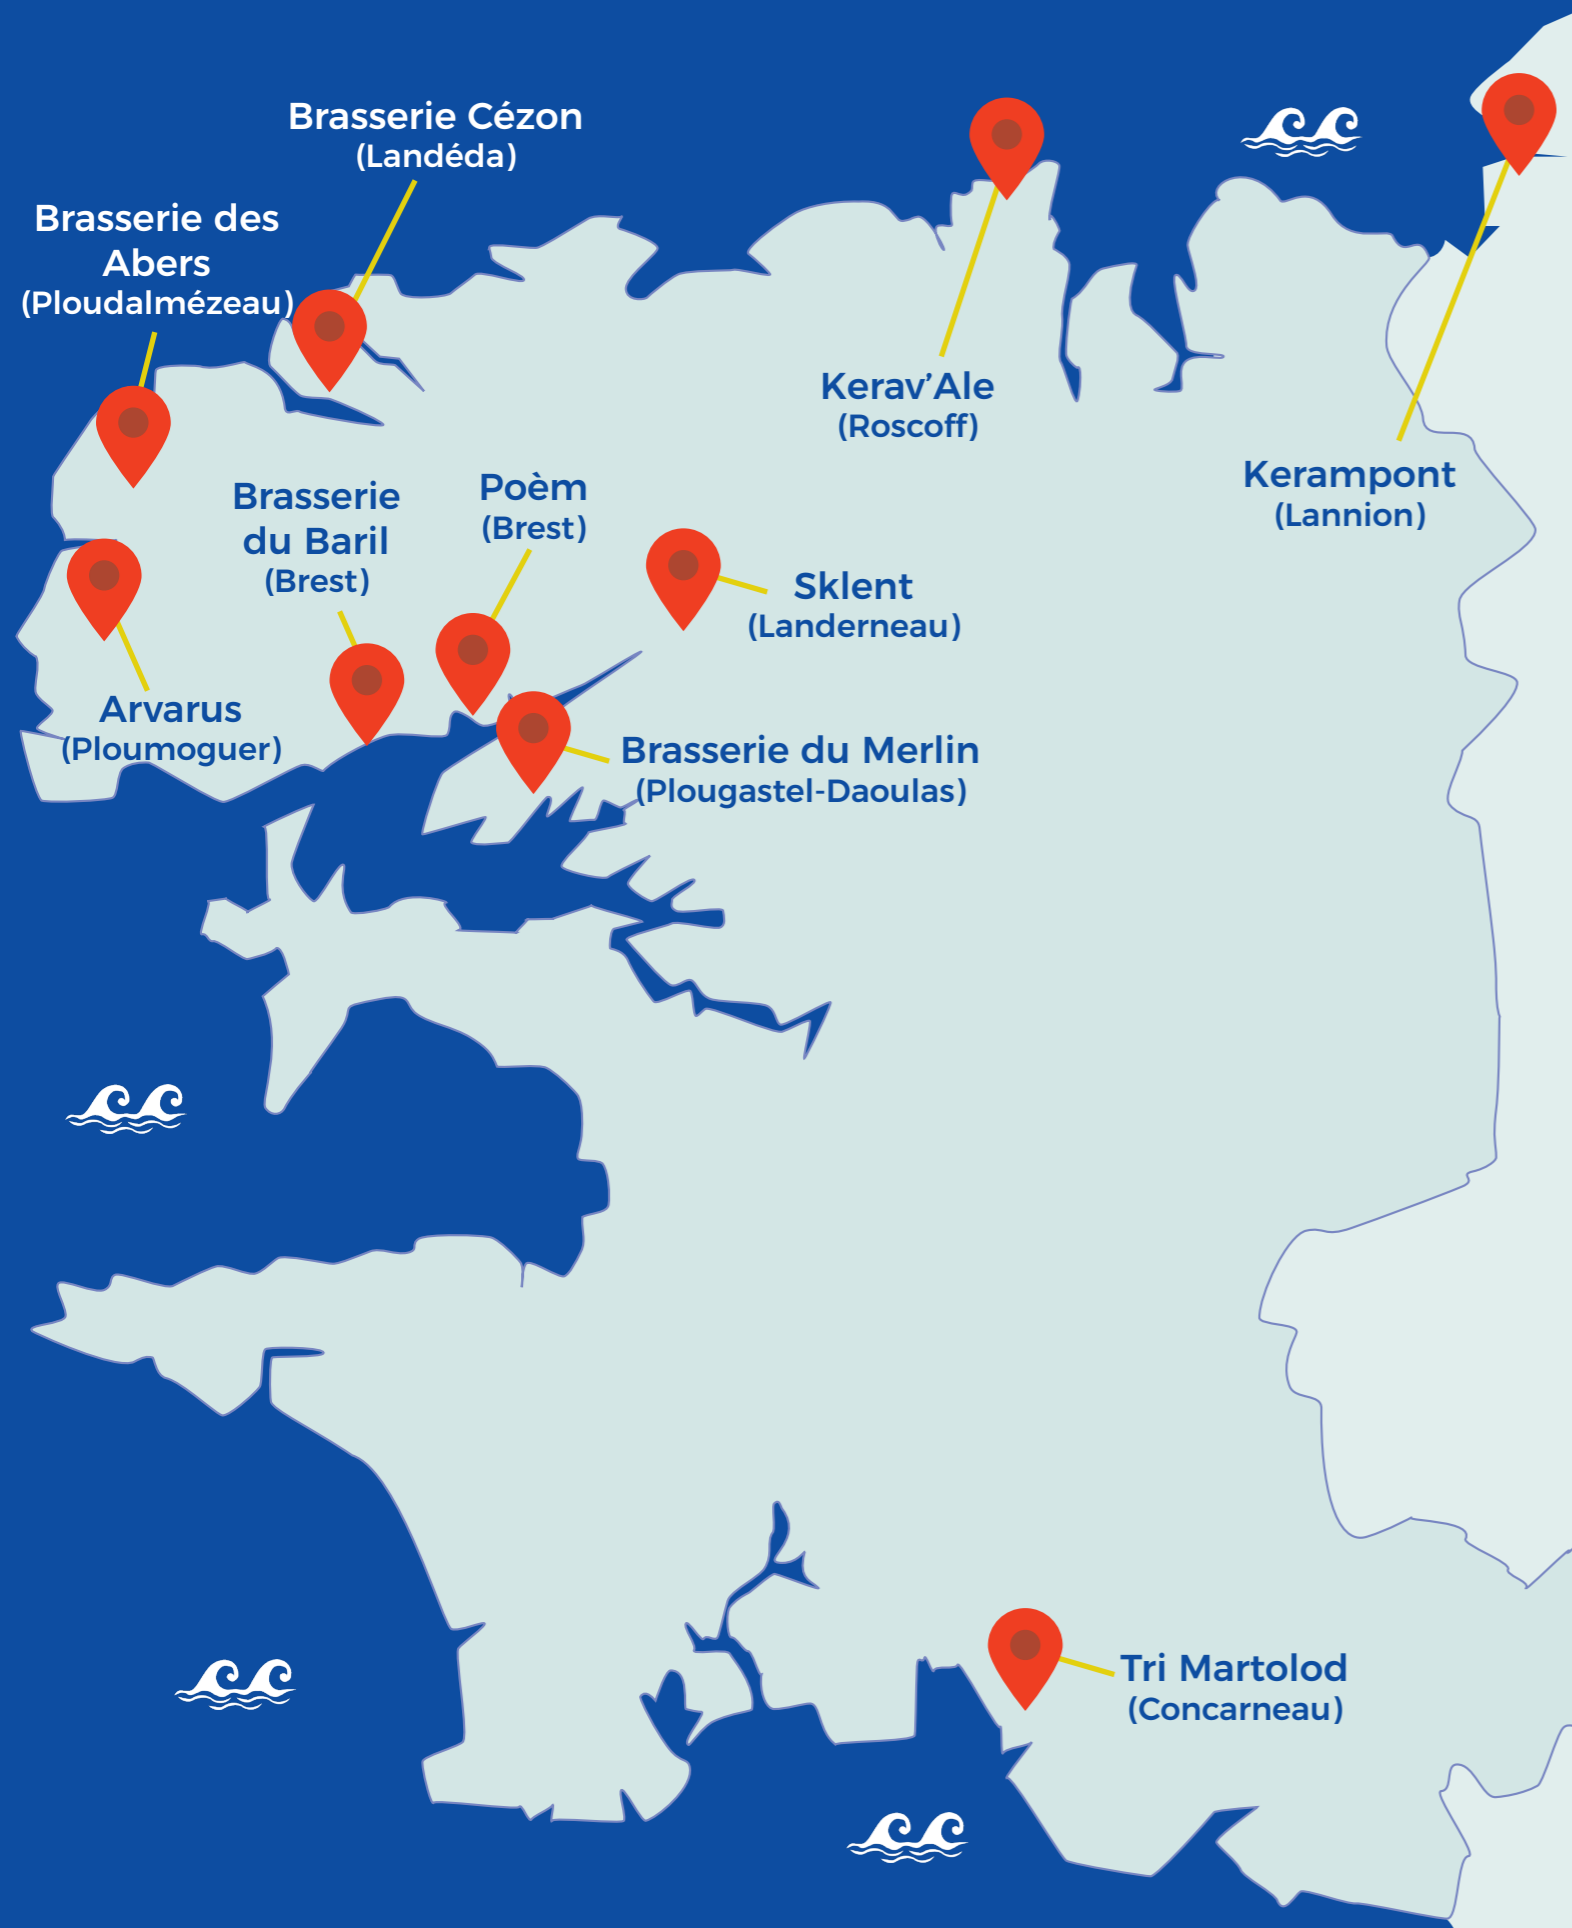 Brasserie Cézon
(Landéda)
Brasserie des
Abers
(Ploudalmézeau)
Kerav’Ale
(Roscoff)
Kerampont
(Lannion)
Brasserie
du Baril
(Brest)
Poèm
(Brest)
Sklent
(Landerneau)
Arvarus
(Ploumoguer)
Brasserie du Merlin
(Plougastel-Daoulas)
Tri Martolod
(Concarneau)